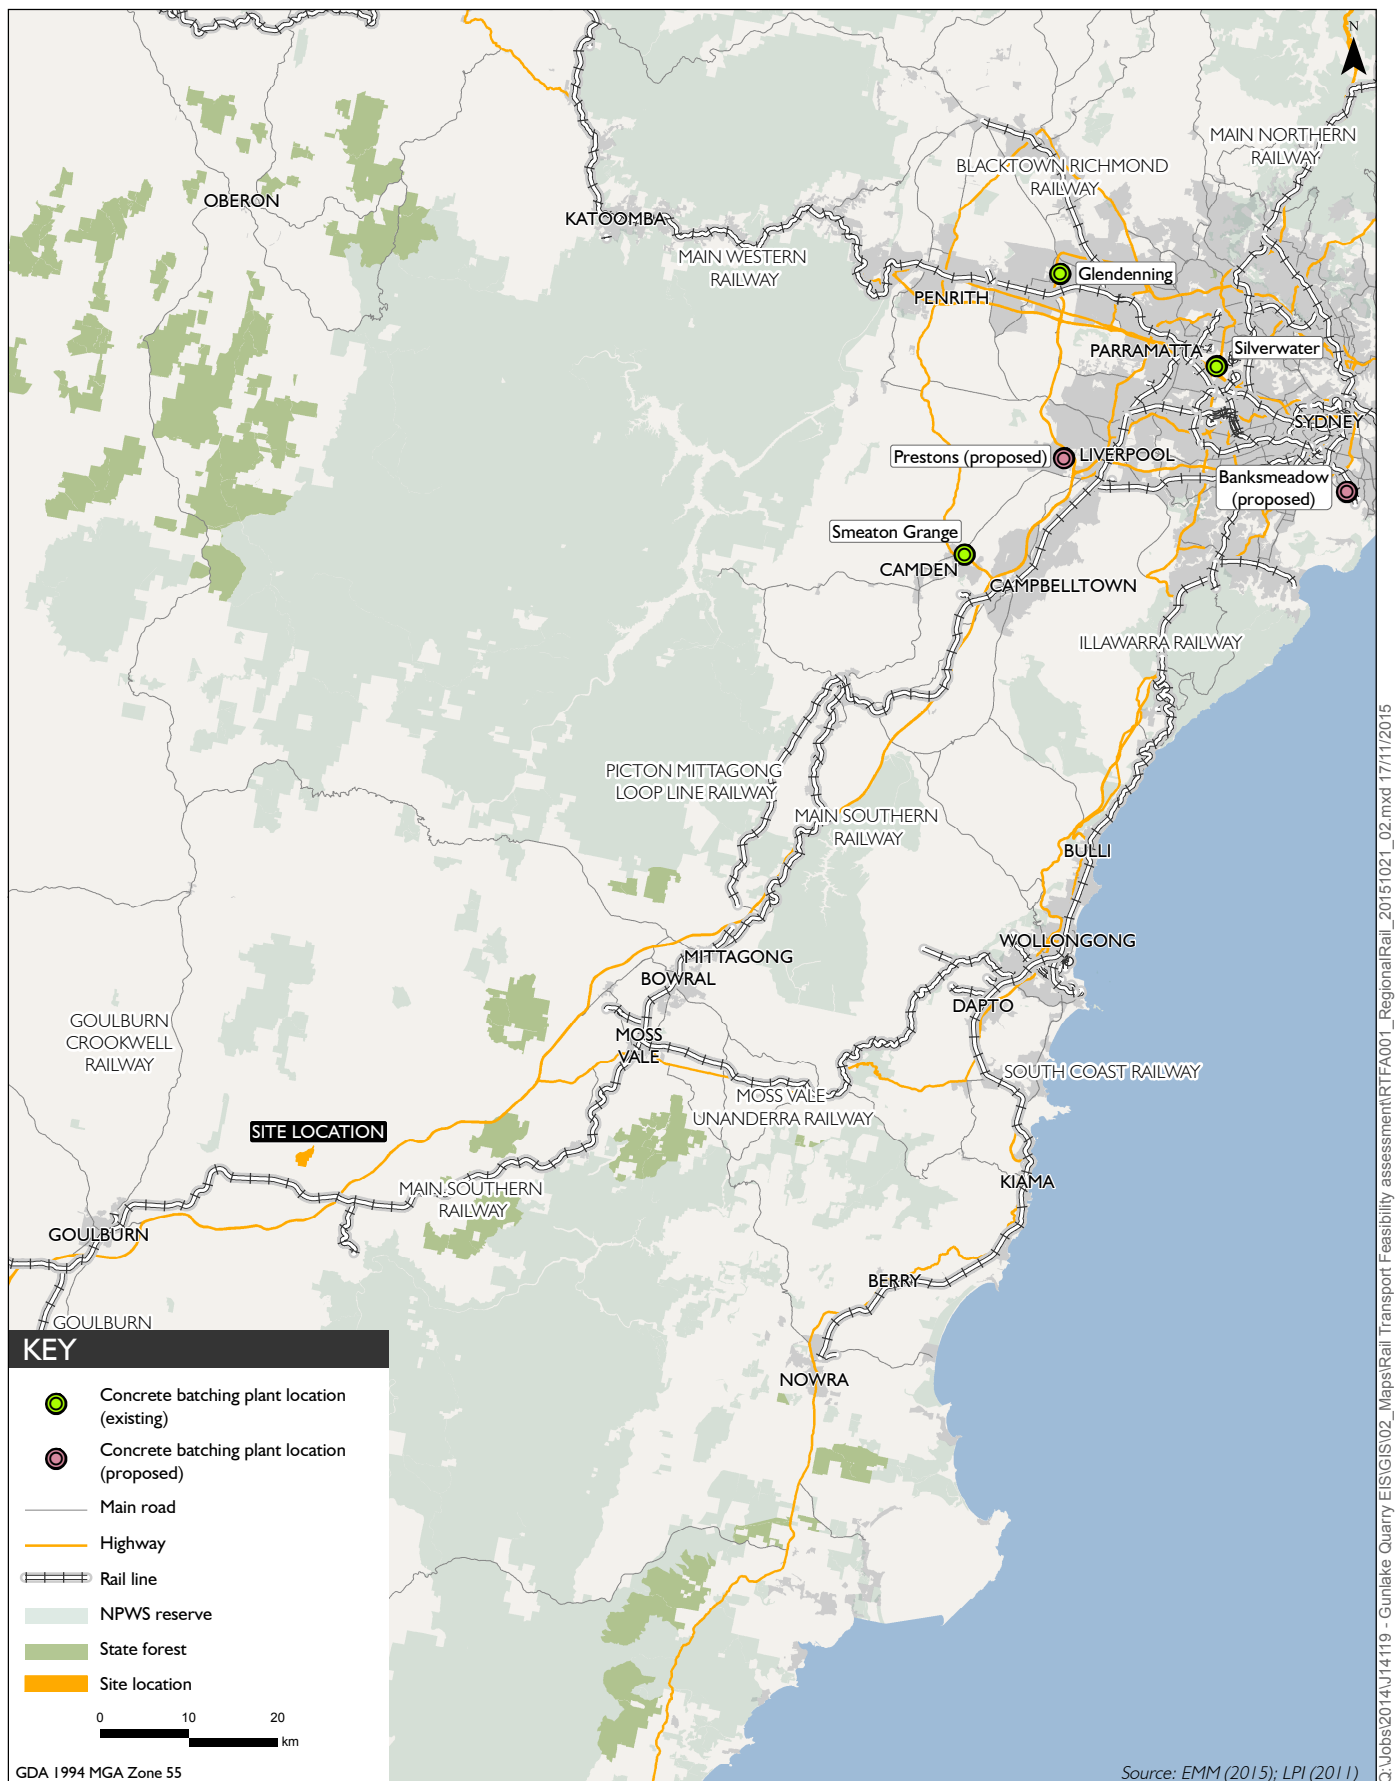 N
MAIN NORTHERN
RAILWAY
BLACKTOWN RICHMOND
RAILWAY
OBERON
KATOOMBA
MAIN WESTERN
RAILWAY
Glendenning
PENRITH
PARRAMATTA
Silverwater
SYDNEY
Prestons (proposed)
LIVERPOOL
Banksmeadow
(proposed)
Smeaton Grange
CAMDEN
CAMPBELLTOWN
ILLAWARRA RAILWAY
PICTON MITTAGONG
LOOP LINE RAILWAY
MAIN SOUTHERN
RAILWAY
BULLI
WOLLONGONG
MITTAGONG
BOWRAL
DAPTO
GOULBURN
CROOKWELL
RAILWAY
MOSS
VALE
SOUTH COAST RAILWAY
MOSS VALE
UNANDERRA RAILWAY
SITE LOCATION
MAIN SOUTHERN
RAILWAY
KIAMA
GOULBURN
BERRY
GOULBURN
NOWRA
KEY
Concrete batching plant location
(existing)
Concrete batching plant location
(proposed)
Main road
Highway
Rail line
NPWS reserve
State forest
Site location
0 10 20
km
GDA 1994 MGA Zone 55
Source: EMM (2015); LPI (2011)
Q:\Jobs\2014\J14119 - Gunlake Quarry EIS\GIS\02_Maps\Rail Transport Feasibility assessment\RTFA001_RegionalRail_20151021_02.mxd 17/11/2015